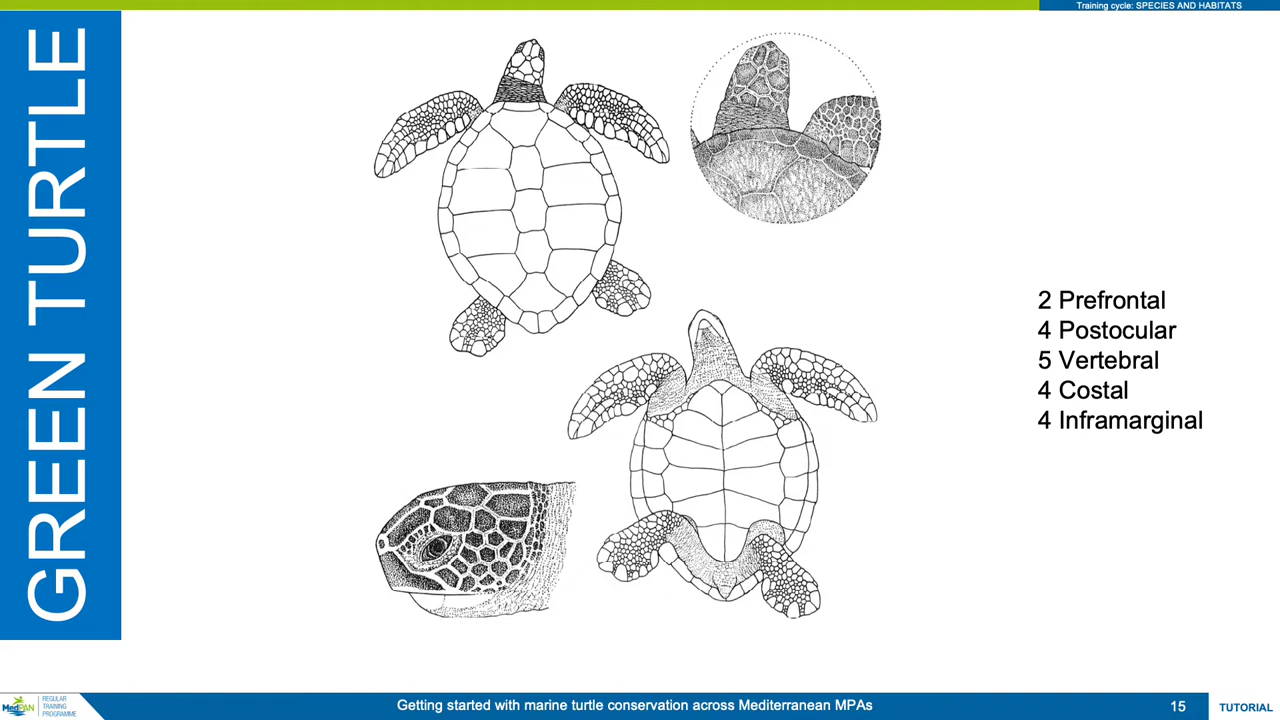 Training cycle: SPECIES AND HABITATS
GREEN TURTLE
2 Prefrontal
4 Postocular
5 Vertebral
4 Costal
4 Inframarginal
MedPAN
REGULAR
TRAINING
PROGRAMME
Getting started with marine turtle conservation across Mediterranean MPAs
15
TUTORIAL